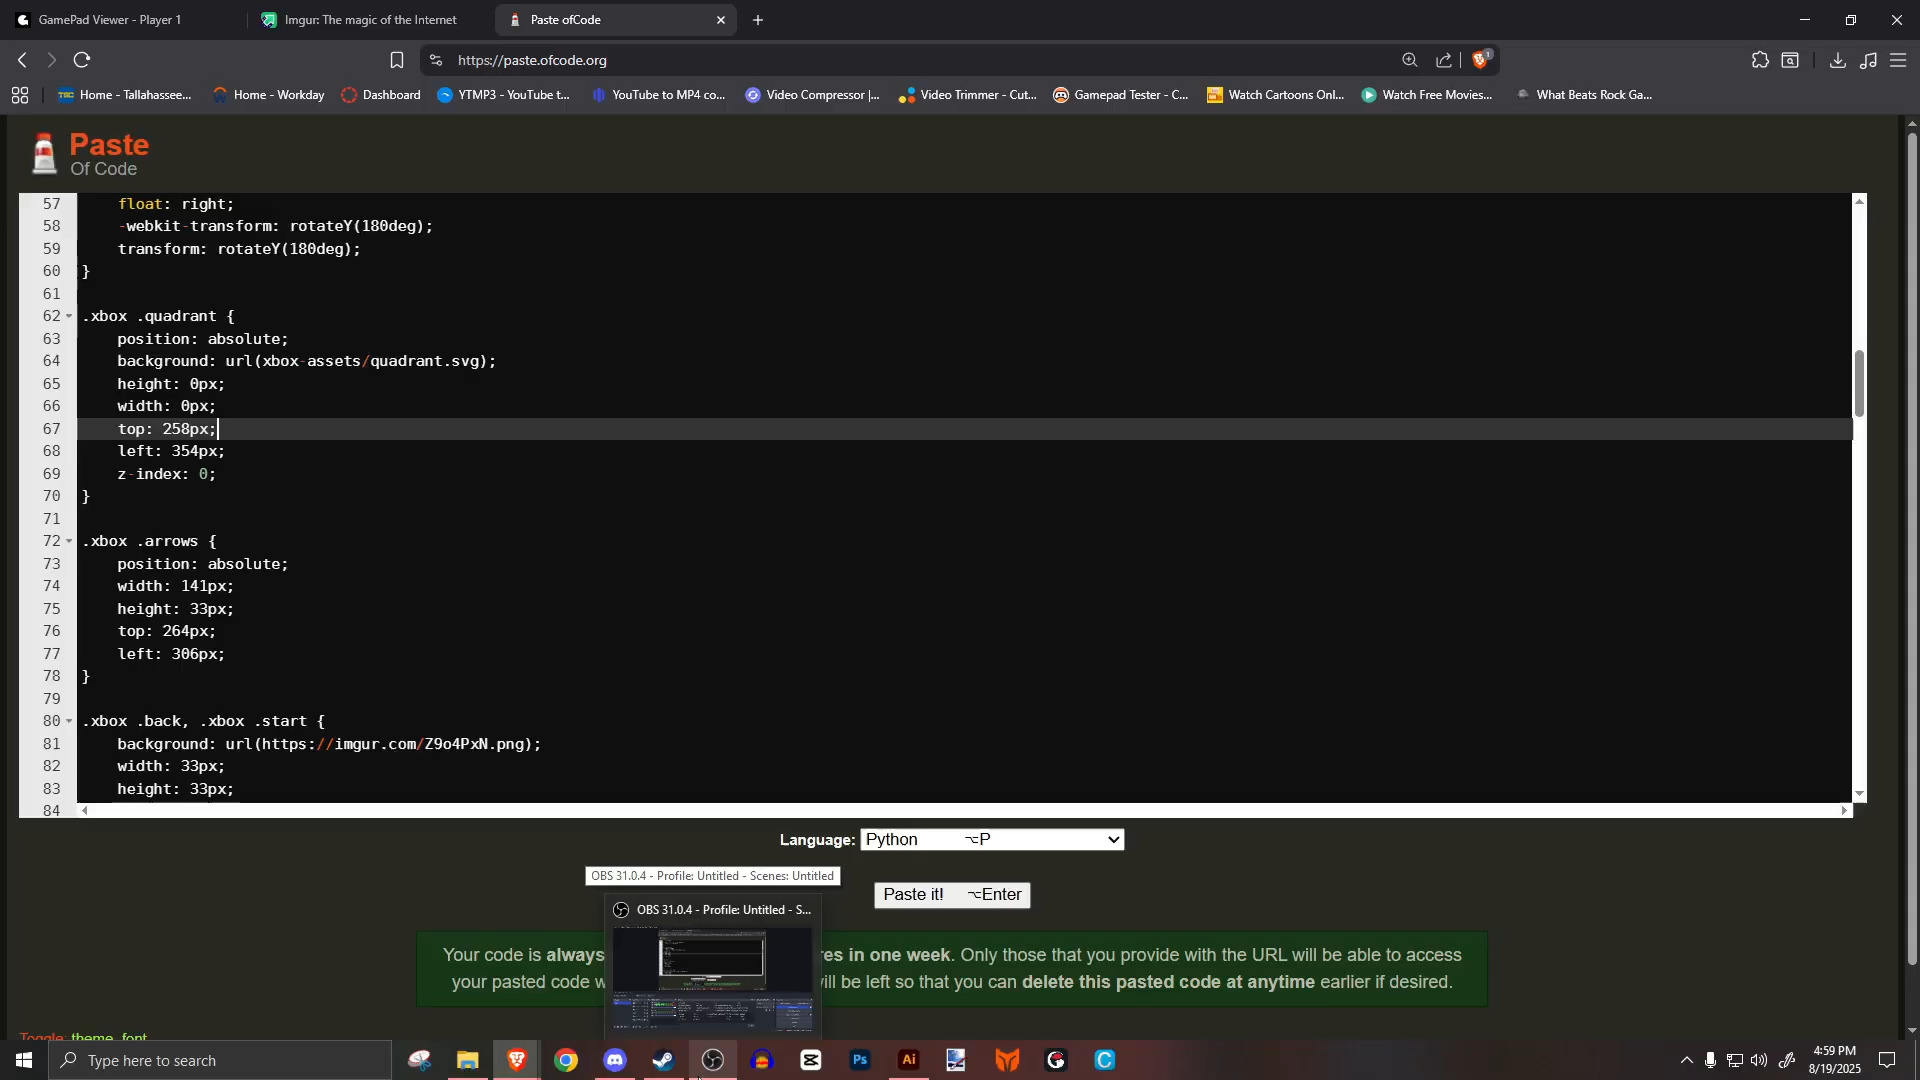 GamePad Viewer - Player 1
Imgur: The magic of the Internet
Paste ofCode
https://paste.ofcode.org
1
TSC Home - Tallahassee...
Home - Workday
Dashboard
YTMP3 - YouTube t...
YouTube to MP4 co...
Video Compressor |...
Video Trimmer - Cut...
Gamepad Tester - C...
Watch Cartoons Onl...
Watch Free Movies...
What Beats Rock Ga...
Paste
Of Code
57 float: right;
58 -webkit-transform: rotateY(180deg);
59 transform: rotateY(180deg);
60 }
61
62 .xbox .quadrant {
63 position: absolute;
64 background: url(xbox-assets/quadrant.svg);
65 height: 0px;
66 width: 0px;
67 top: 258px;
68 left: 354px;
69 z-index: 0;
70 }
71
72 .xbox .arrows {
73 position: absolute;
74 width: 141px;
75 height: 33px;
76 top: 264px;
77 left: 306px;
78 }
79
80 .xbox .back, .xbox .start {
81 background: url(https://imgur.com/Z9o4PxN.png);
82 width: 33px;
83 height: 33px;
84
Language: Python ⌥P
OBS 31.0.4 - Profile: Untitled - Scenes: Untitled
Paste it! ⌥Enter
OBS 31.0.4 - Profile: Untitled - S...
Your code is always res in one week. Only those that you provide with the URL will be able to access
your pasted code w ill be left so that you can delete this pasted code at anytime earlier if desired.
Toggle: theme, font
Type here to search
Ps
Ai
C
4:59 PM
8/19/2025